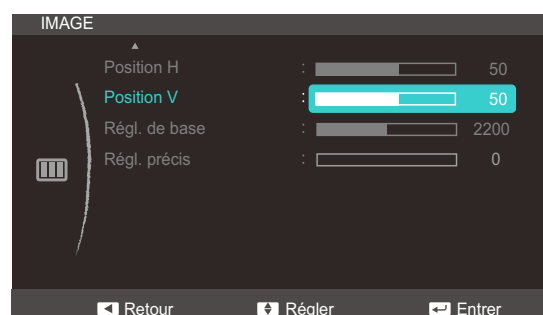 IMAGE
Position H : 50
Position V : 50
Régl. de base : 2200
Régl. précis : 0
Retour Régler Entrer